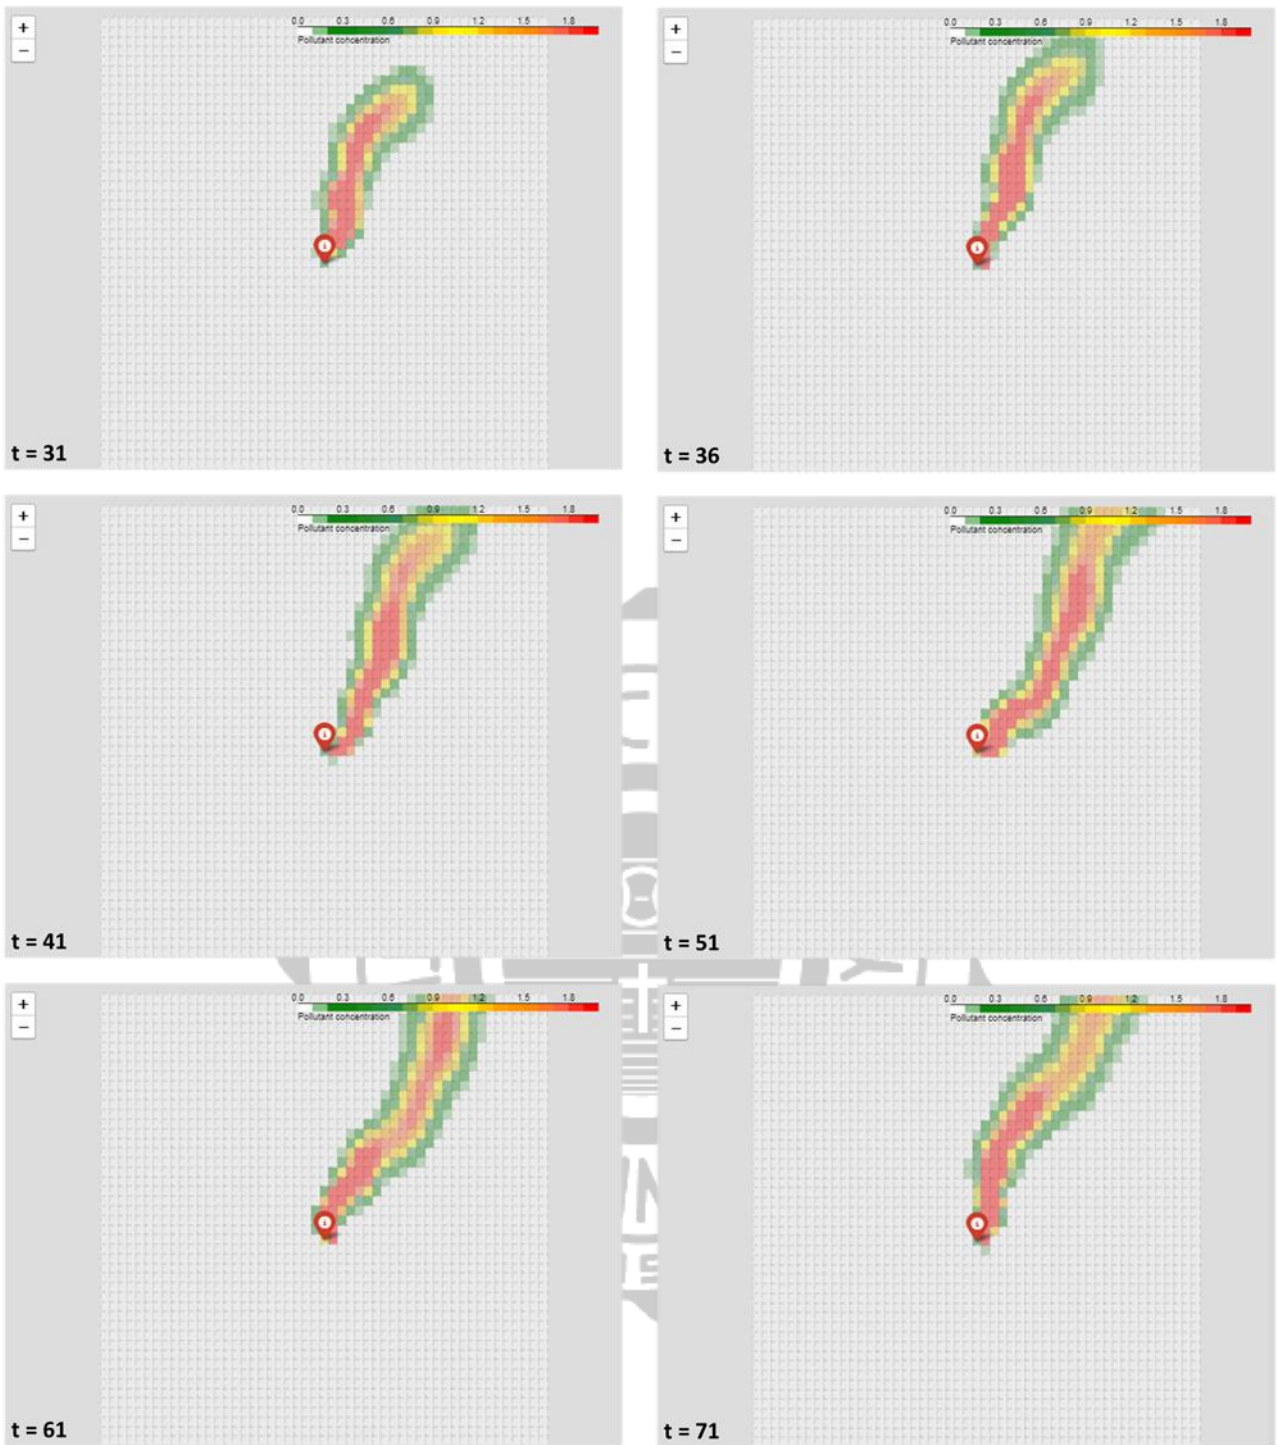 +
−
0.0 0.3 0.6 0.9 1.2 1.5 1.8
Pollutant concentration
t = 31
+
−
0.0 0.3 0.6 0.9 1.2 1.5 1.8
Pollutant concentration
t = 36
+
−
0.0 0.3 0.6 0.9 1.2 1.5 1.8
Pollutant concentration
t = 41
+
−
0.0 0.3 0.6 0.9 1.2 1.5 1.8
Pollutant concentration
t = 51
+
−
0.0 0.3 0.6 0.9 1.2 1.5 1.8
Pollutant concentration
t = 61
+
−
0.0 0.3 0.6 0.9 1.2 1.5 1.8
Pollutant concentration
t = 71